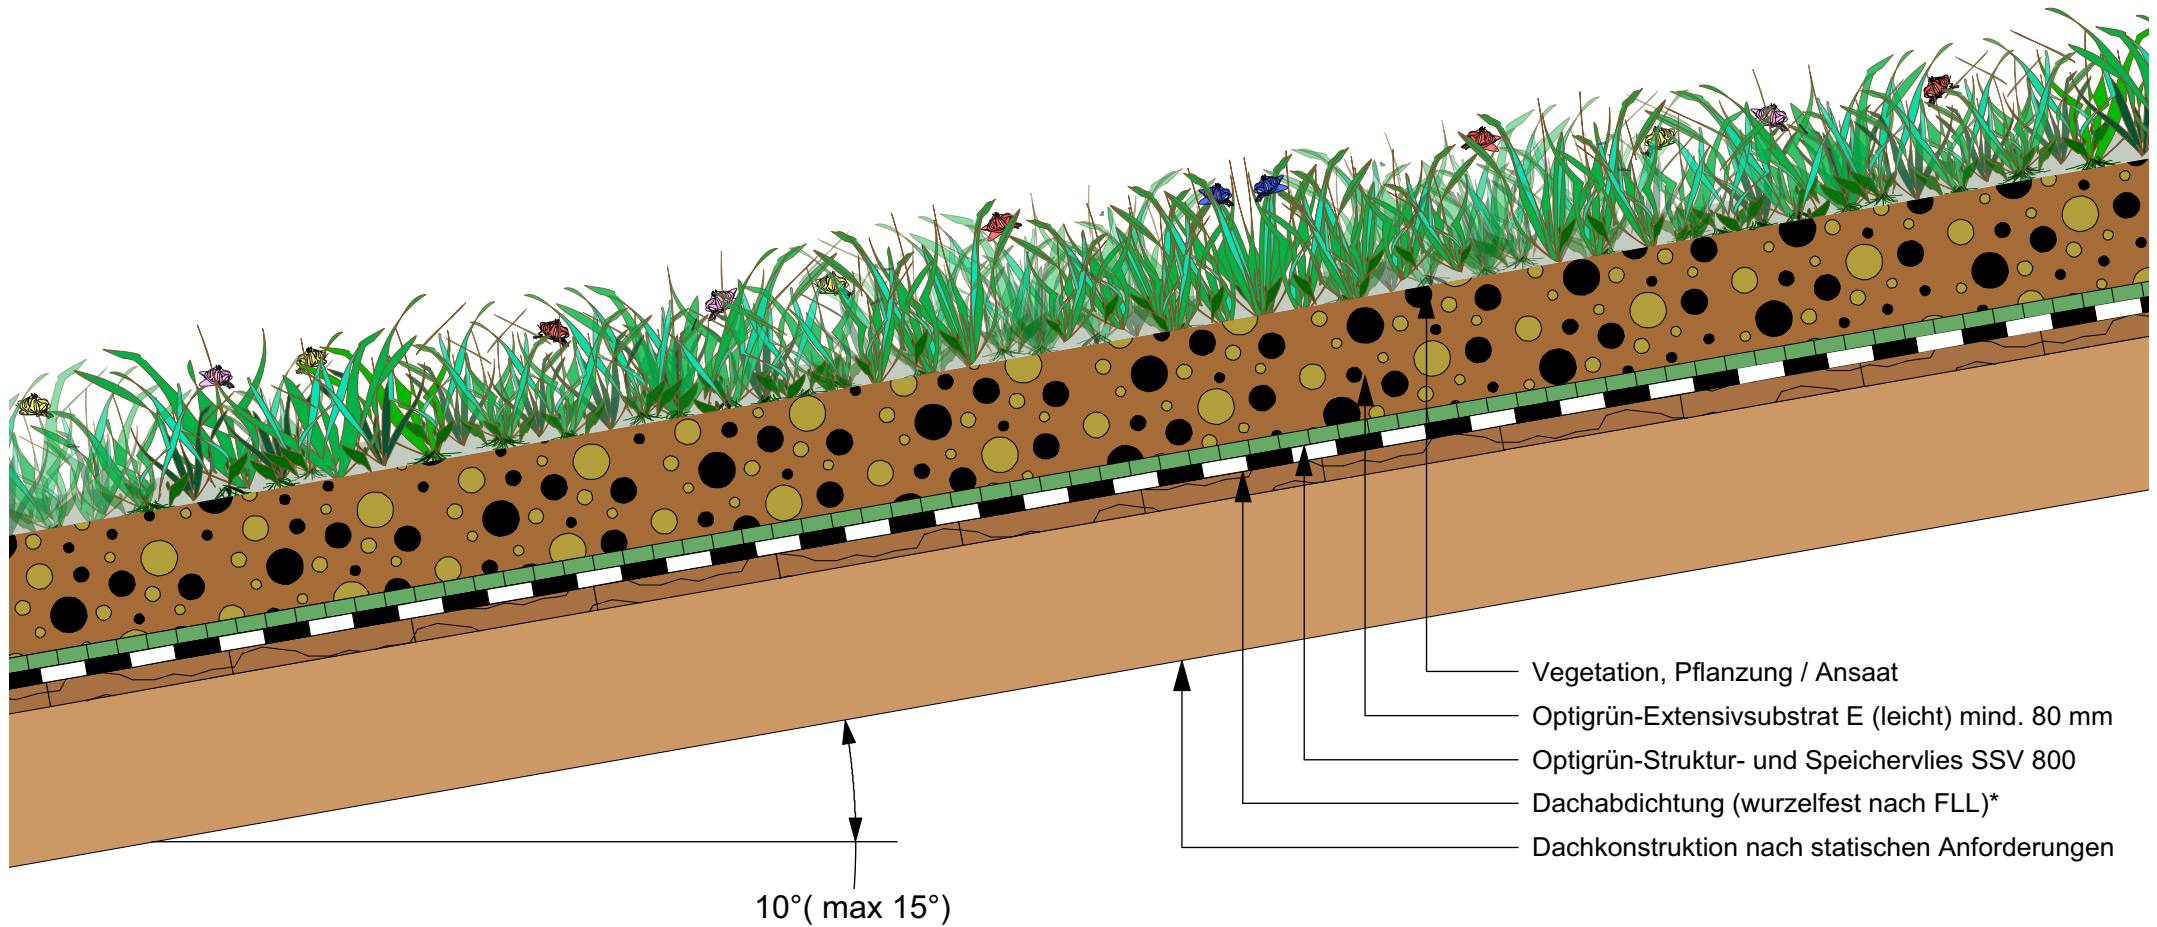 Vegetation, Pflanzung / Ansaat
Optigrün-Extensivsubstrat E (leicht) mind. 80 mm
Optigrün-Struktur- und Speichervlies SSV 800
Dachabdichtung (wurzelfest nach FLL)*
Dachkonstruktion nach statischen Anforderungen
10°( max 15°)